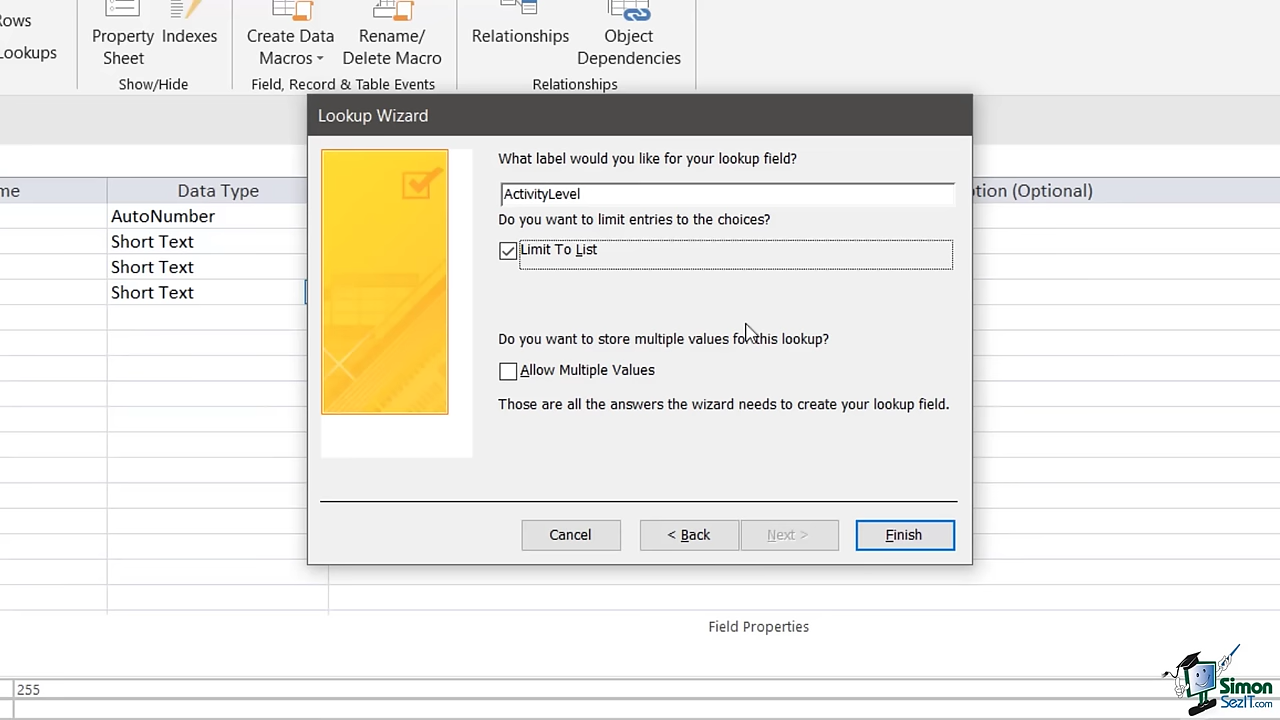 ows
ookups
Property
Sheet
Indexes
Show/Hide
Create Data
Macros
Rename/
Delete Macro
Field, Record & Table Events
Relationships
Object
Dependencies
Relationships
me
Data Type
tion (Optional)
AutoNumber
Short Text
Short Text
Short Text
Lookup Wizard
What label would you like for your lookup field?
ActivityLevel
Do you want to limit entries to the choices?
Limit To List
Do you want to store multiple values for this lookup?
Allow Multiple Values
Those are all the answers the wizard needs to create your lookup field.
Cancel
< Back
Next >
Finish
Field Properties
255
Simon
SezIT.com